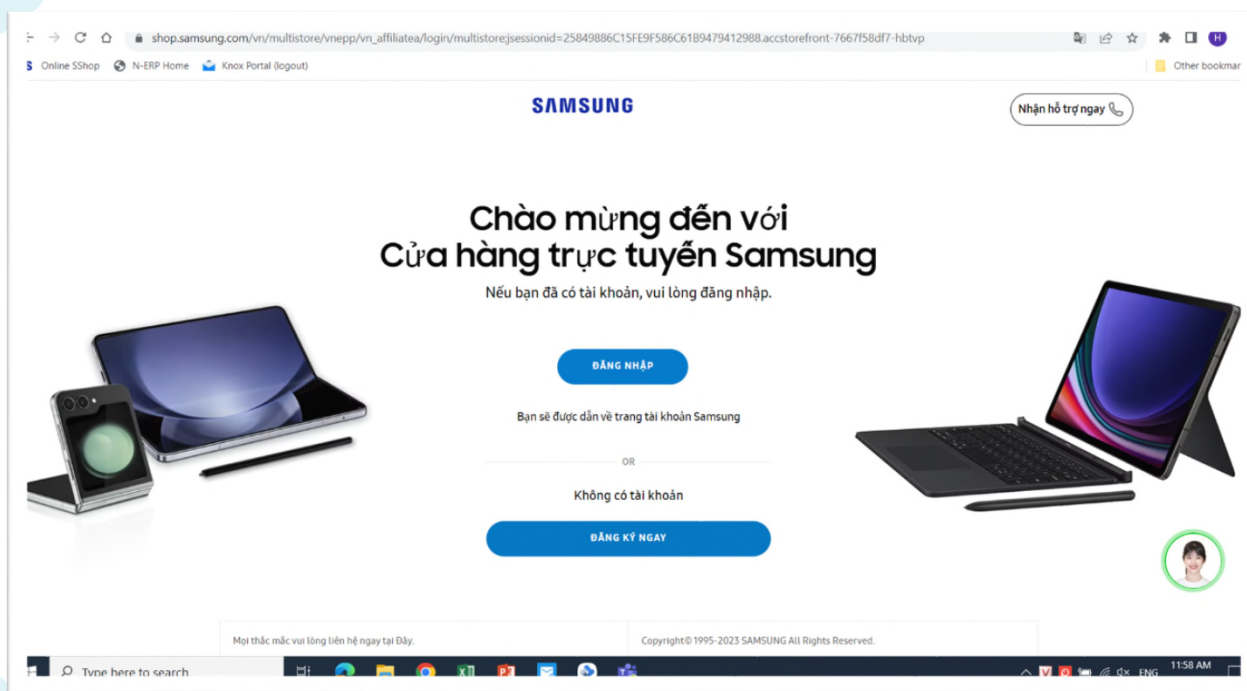 shop.samsung.com/vn/multistore/vnepp/vn_affiliatea/login/multistore;jsessionid=25849886C15FE9F586C61B9479412988.accstorefront-7667f58df7-hbtvp
H
S Online SShop N-ERP Home Knox Portal (logout) Other bookmar
SAMSUNG
Nhận hỗ trợ ngay
Chào mừng đến với
Cửa hàng trực tuyến Samsung
Nếu bạn đã có tài khoản, vui lòng đăng nhập.
ĐĂNG NHẬP
Bạn sẽ được dẫn về trang tài khoản Samsung
OR
Không có tài khoản
ĐĂNG KÝ NGAY
Mọi thắc mắc vui lòng liên hệ ngay tại Đây.
Copyright© 1995-2023 SAMSUNG All Rights Reserved.
Type here to search
ENG
11:58 AM